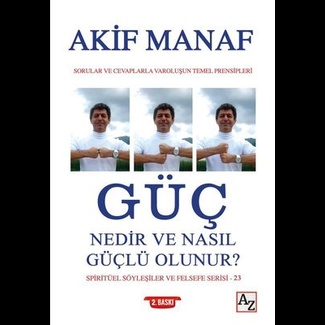 AKİF MANAF
SORULAR VE CEVAPLARLA VAROLUŞUN TEMEL PRENSİPLERİ
GÜÇ
NEDİR VE NASIL
GÜÇLÜ OLUNUR?
SPİRİTÜEL SÖYLEŞİLER VE FELSEFE SERİSİ - 23
2. BASKI
AZ